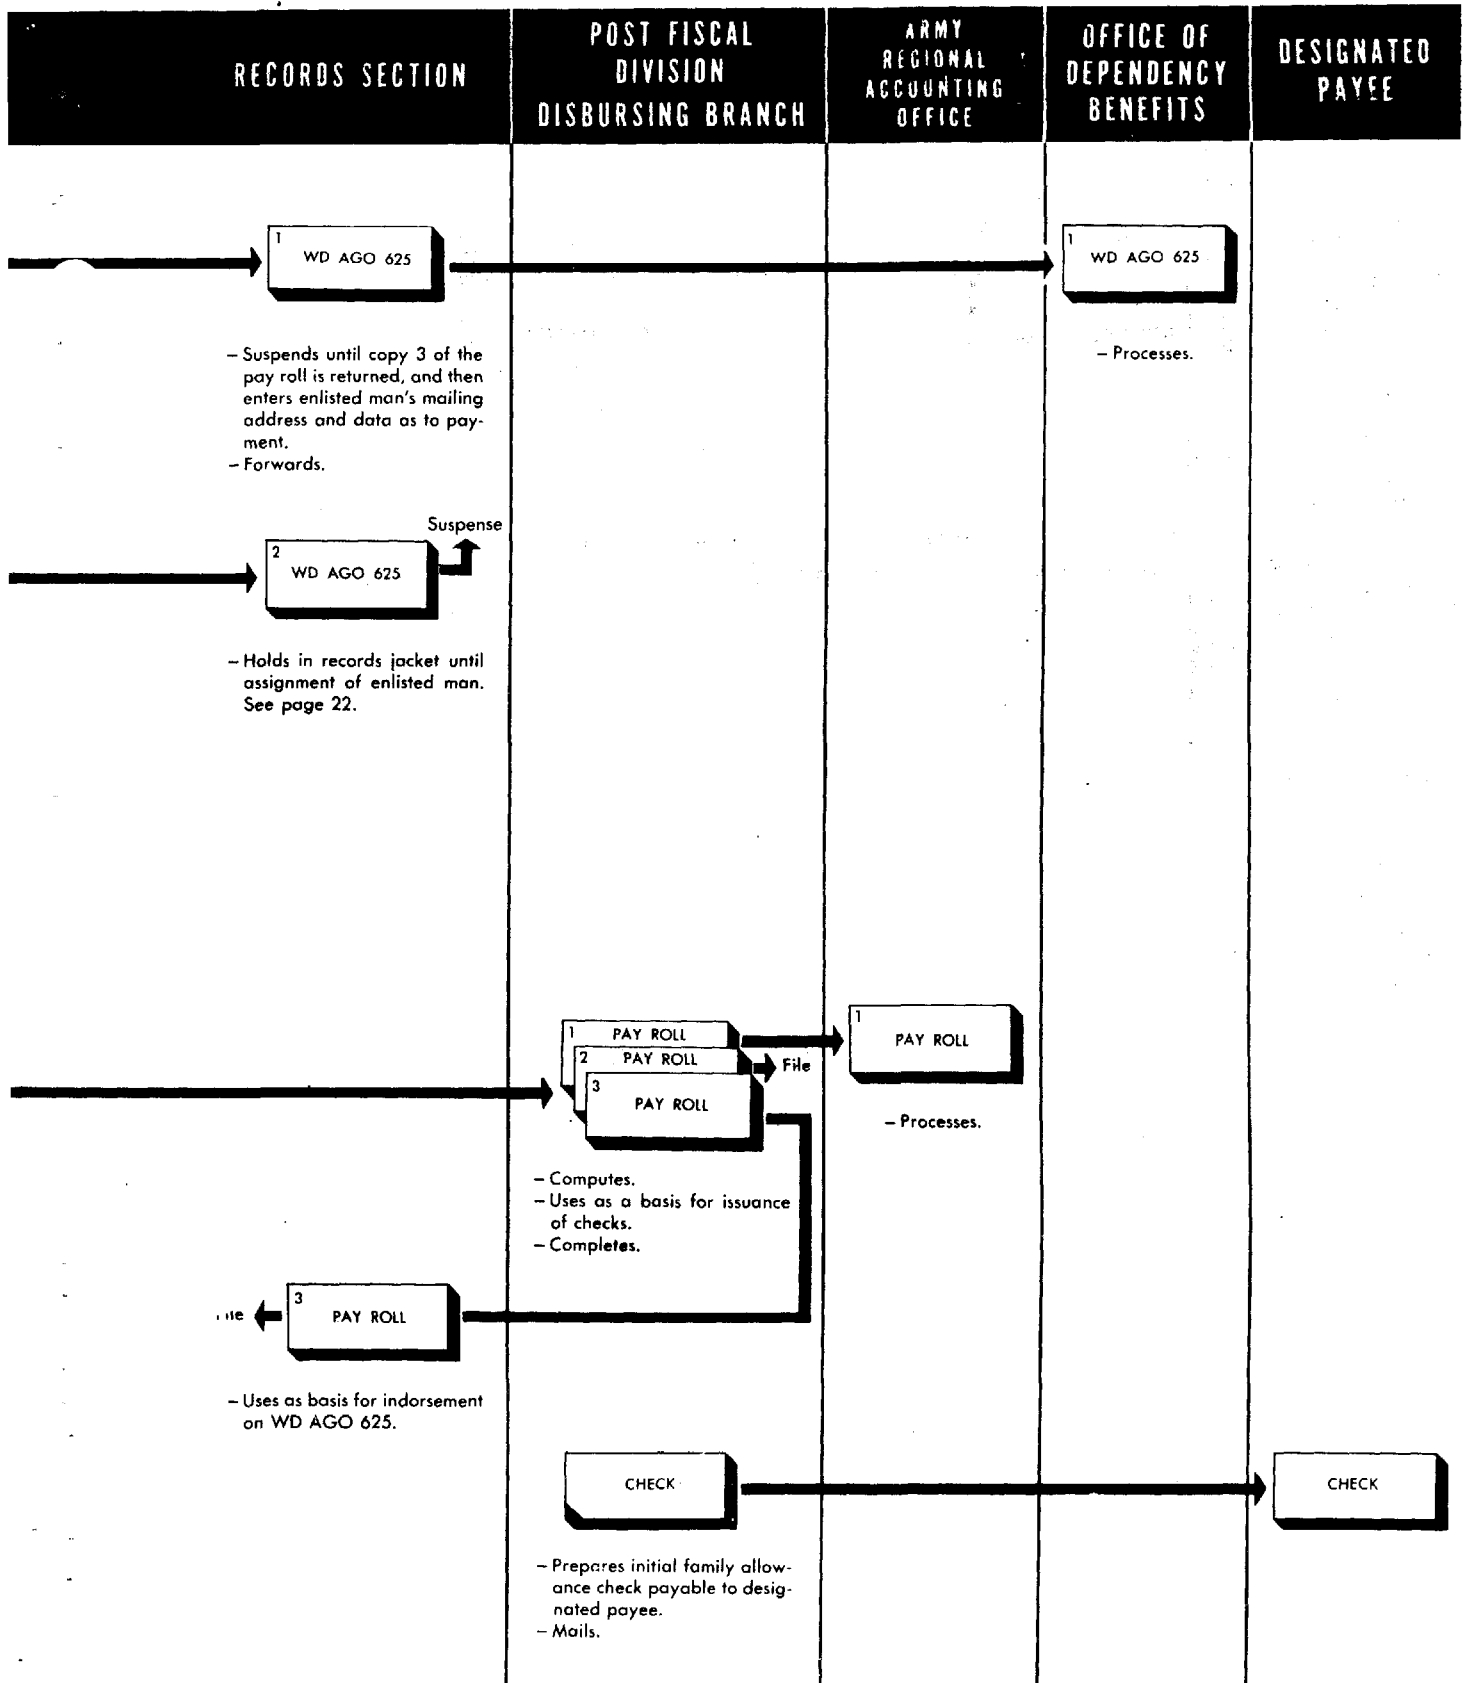 RECORDS SECTION
POST FISCAL
DIVISION
DISBURSING BRANCH
ARMY
REGIONAL
ACCOUNTING
OFFICE
OFFICE OF
DEPENDENCY
BENEFITS
DESIGNATED
PAYEE
1
WD AGO 625
1
WD AGO 625
– Suspends until copy 3 of the
pay roll is returned, and then
enters enlisted man's mailing
address and data as to pay-
ment.
– Forwards.
– Processes.
Suspense
2
WD AGO 625
– Holds in records jacket until
assignment of enlisted man.
See page 22.
1 PAY ROLL
2 PAY ROLL
File
3
PAY ROLL
1
PAY ROLL
– Processes.
– Computes.
– Uses as a basis for issuance
of checks.
– Completes.
3
PAY ROLL
– Uses as basis for indorsement
on WD AGO 625.
CHECK
CHECK
– Prepares initial family allow-
ance check payable to desig-
nated payee.
– Mails.